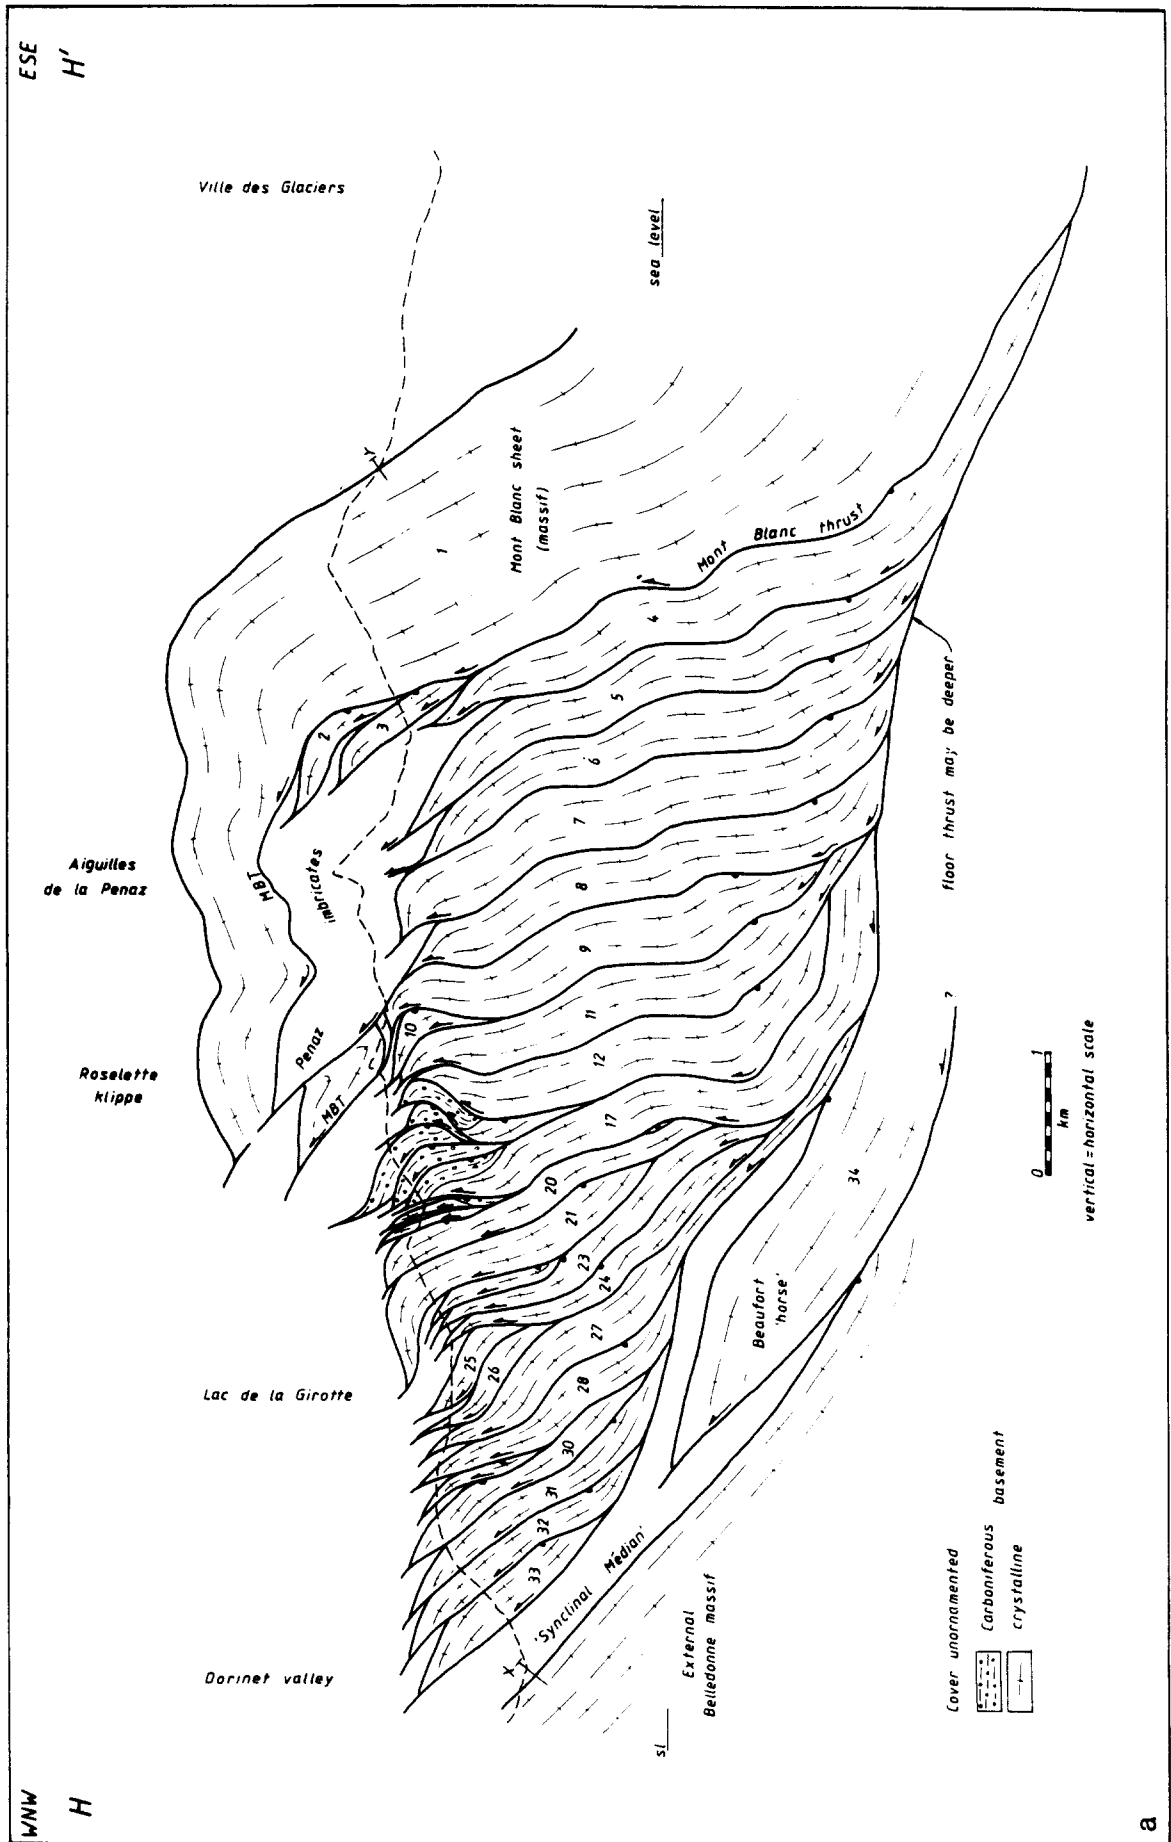 WNW
H
ESE
H'
Dorinet valley
Lac de la Girotte
Roselette
klippe
Aiguilles
de la Penaz
Ville des Glaciers
MBT
Penaz
imbricates
MBT
1
2
3
Mont Blanc sheet
(massif)
Y
sea level
Mont Blanc thrust
4
5
6
7
8
9
10
11
12
17
20
21
23
24
25
26
27
28
30
31
32
33
34
X
'Synclinal Médian'
Beaufort
'horse'
External
Belledonne massif
sl
floor thrust may be deeper
?
Cover unornamented
Carboniferous
crystalline
basement
0 1
km
vertical = horizontal scale
a